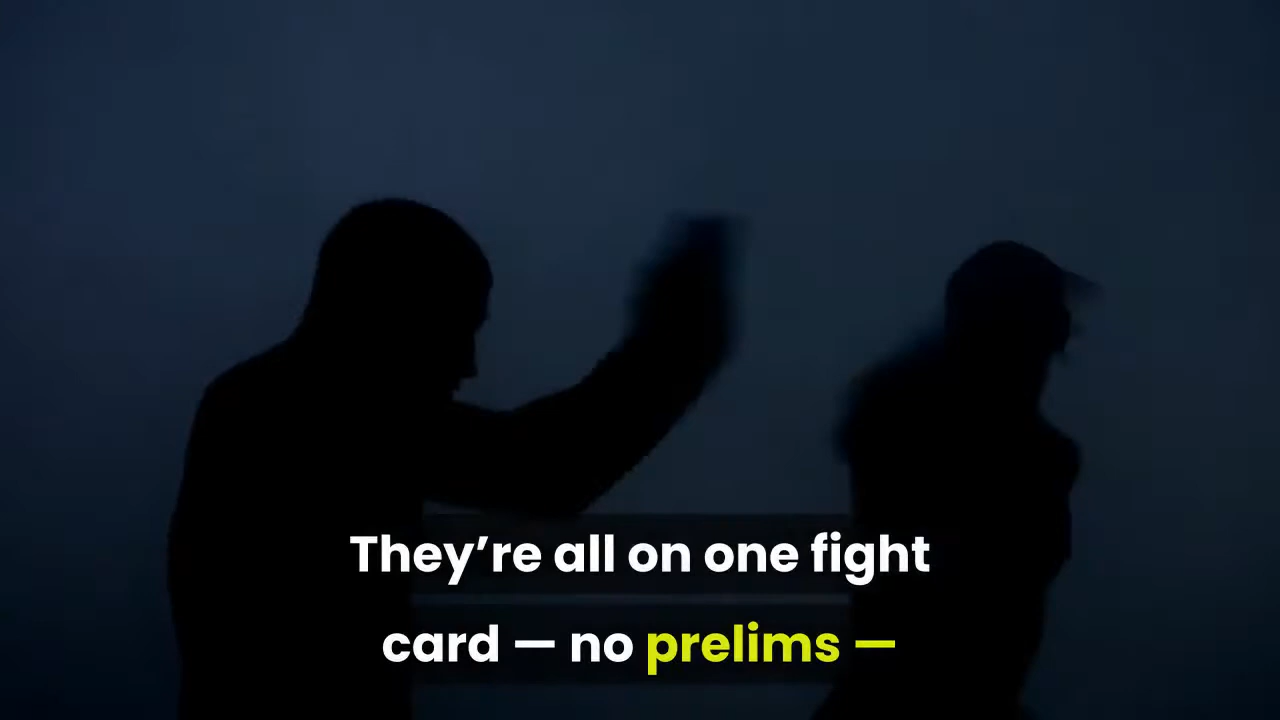 They’re all on one fight
card — no prelims —